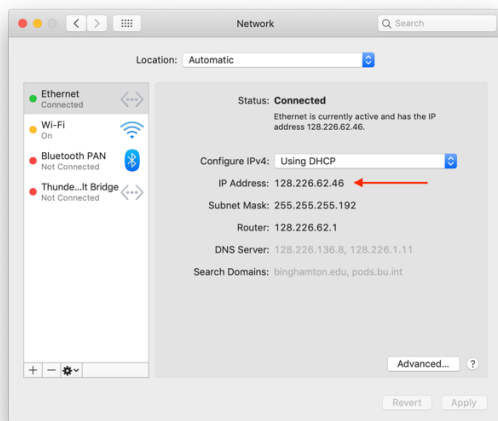 Network
Search
Location: Automatic
Ethernet
Connected
Wi-Fi
On
Bluetooth PAN
Not Connected
Thunde...lt Bridge
Not Connected
Status: Connected
Ethernet is currently active and has the IP
address 128.226.62.46.
Configure IPv4: Using DHCP
IP Address: 128.226.62.46
Subnet Mask: 255.255.255.192
Router: 128.226.62.1
DNS Server: 128.226.136.8, 128.226.1.11
Search Domains: binghamton.edu, pods.bu.int
Advanced... ?
Revert Apply